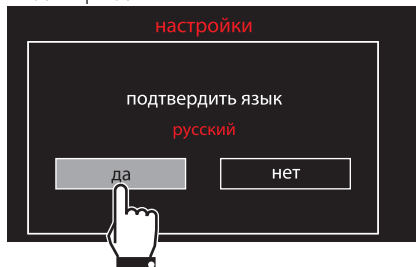 настройки
подтвердить язык
русский
да
нет